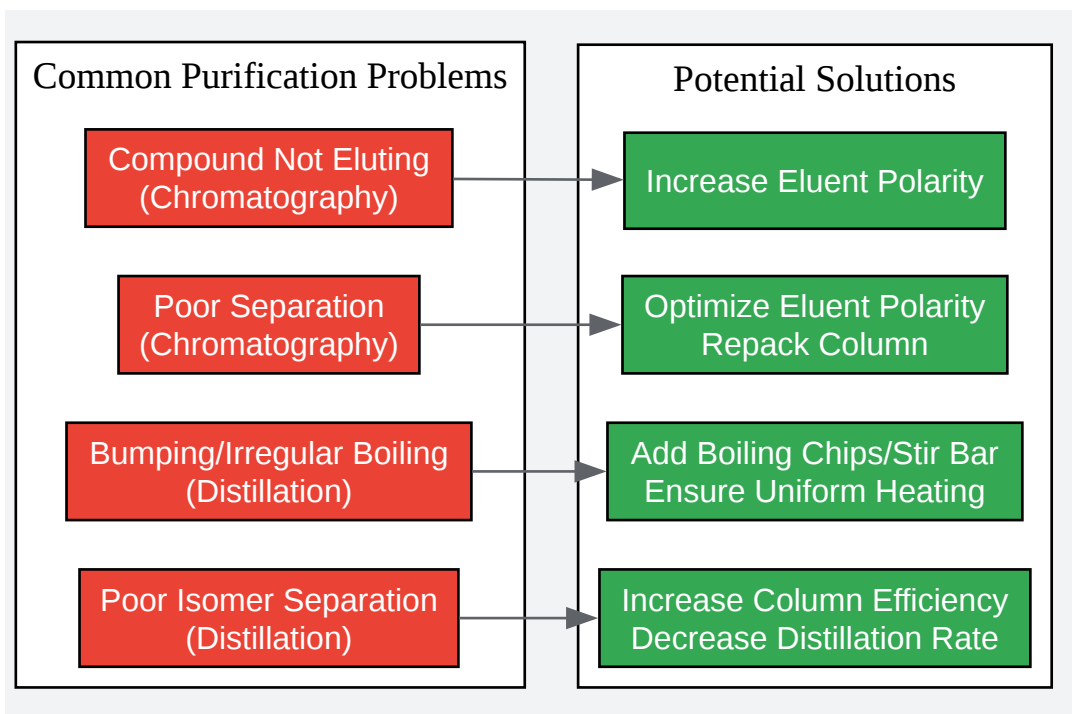 Common Purification Problems
Compound Not Eluting
(Chromatography)
Poor Separation
(Chromatography)
Bumping/Irregular Boiling
(Distillation)
Poor Isomer Separation
(Distillation)
Potential Solutions
Increase Eluent Polarity
Optimize Eluent Polarity
Repack Column
Add Boiling Chips/Stir Bar
Ensure Uniform Heating
Increase Column Efficiency
Decrease Distillation Rate